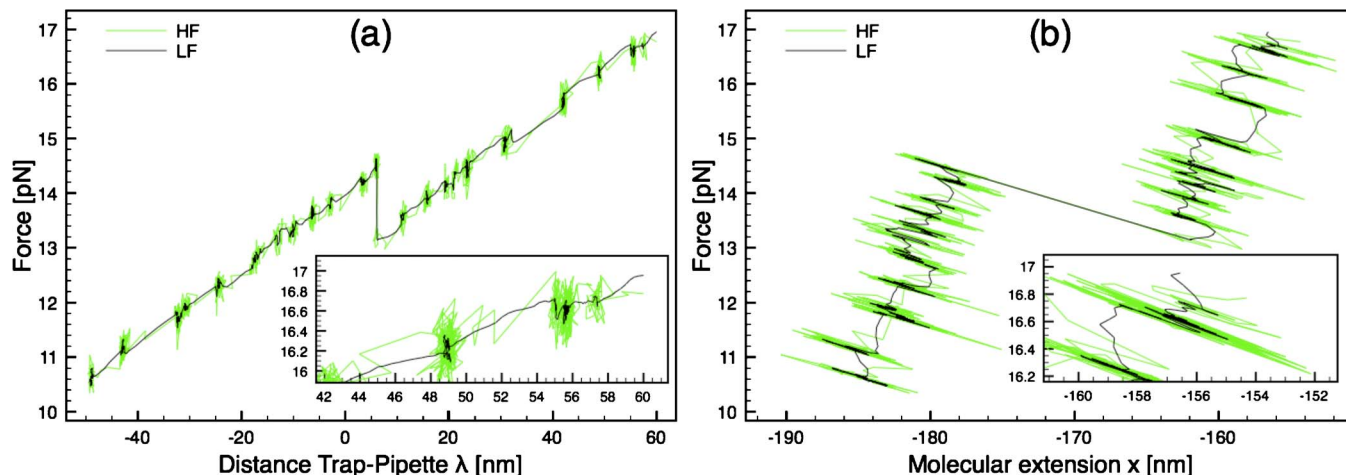 (a)
HF
LF
17
16
15
14
13
12
11
10
Force [pN]
-40 -20 0 20 40 60
Distance Trap-Pipette λ [nm]
17
16.8
16.6
16.4
16.2
16
42 44 46 48 50 52 54 56 58 60
(b)
HF
LF
17
16
15
14
13
12
11
10
Force [pN]
-190 -180 -170 -160
Molecular extension x [nm]
17
16.8
16.6
16.4
16.2
-160 -158 -156 -154 -152